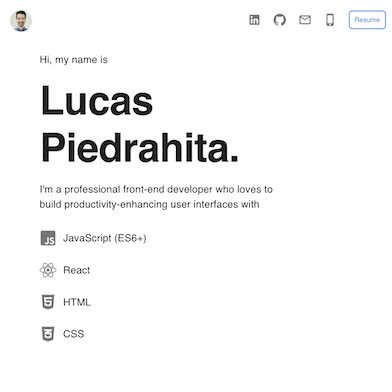 Resume
Hi, my name is
Lucas
Piedrahita.
I'm a professional front-end developer who loves to
build productivity-enhancing user interfaces with
JS JavaScript (ES6+)
React
5 HTML
3 CSS